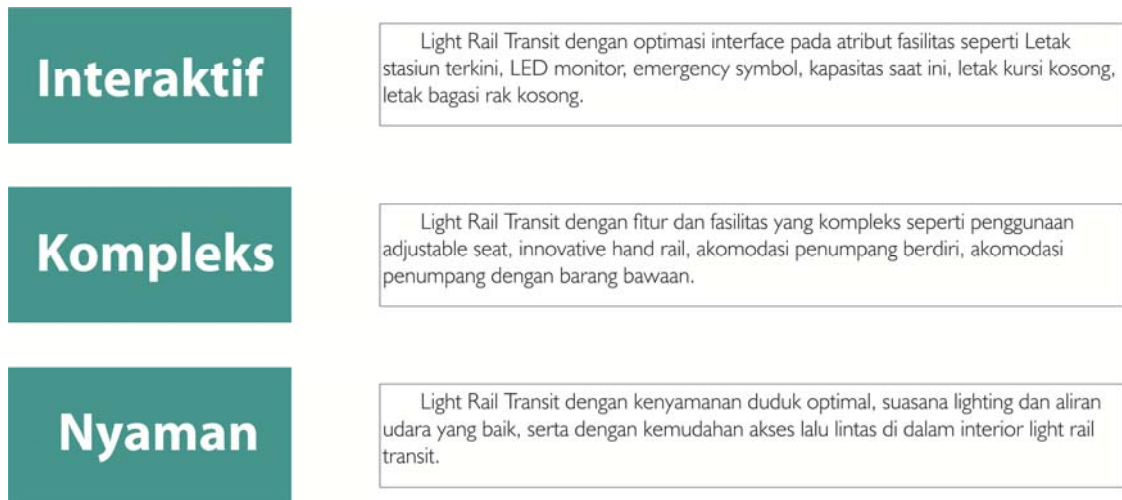 Interaktif
Light Rail Transit dengan optimasi interface pada atribut fasilitas seperti Letak
stasiun terkini, LED monitor, emergency symbol, kapasitas saat ini, letak kursi kosong,
letak bagasi rak kosong.
Kompleks
Light Rail Transit dengan fitur dan fasilitas yang kompleks seperti penggunaan
adjustable seat, innovative hand rail, akomodasi penumpang berdiri, akomodasi
penumpang dengan barang bawaan.
Nyaman
Light Rail Transit dengan kenyamanan duduk optimal, suasana lighting dan aliran
udara yang baik, serta dengan kemudahan akses lalu lintas di dalam interior light rail
transit.